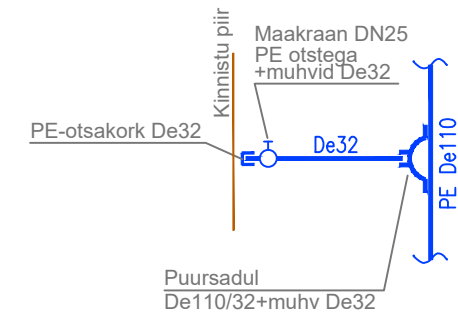 Kinnistu piir
Maakraan DN25
PE otstega
+muhvid De32
PE-otsakork De32
De32
PE De110
Puursadul
De110/32+muhv De32